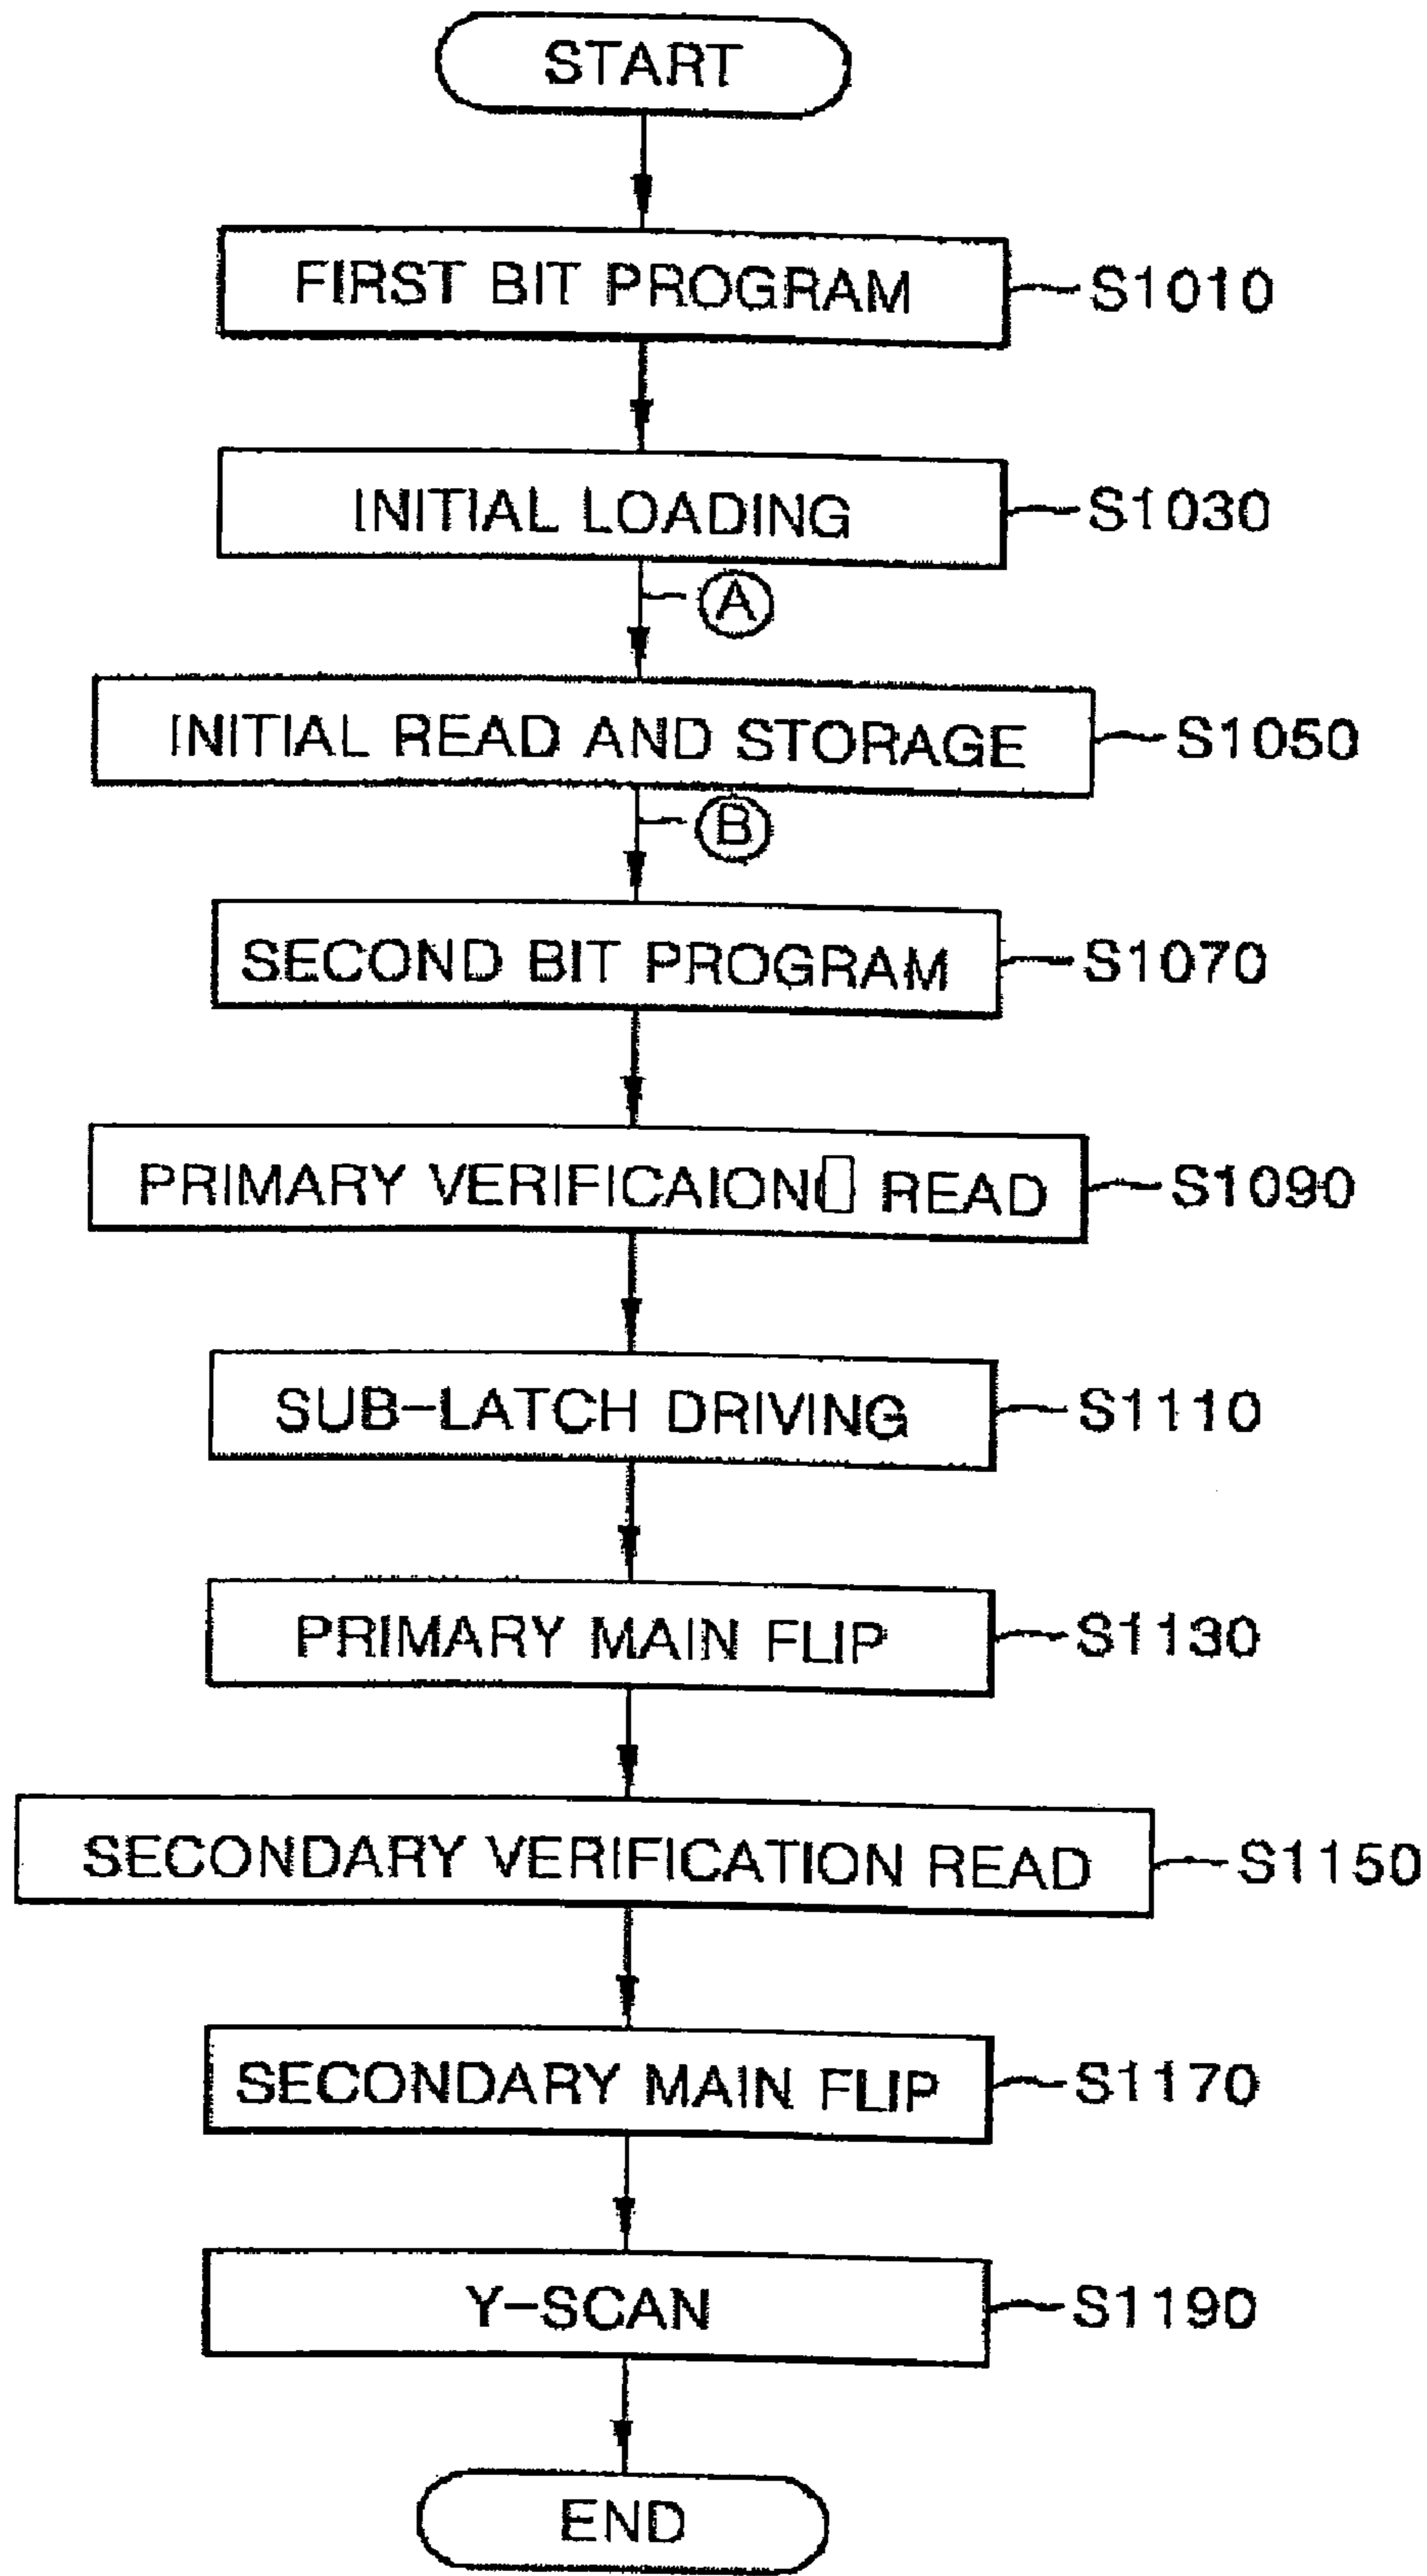 START
FIRST BIT PROGRAM
S1010
INITIAL LOADING
S1030
A
INITIAL READ AND STORAGE
S1050
B
SECOND BIT PROGRAM
S1070
PRIMARY VERIFICAION READ
S1090
SUB-LATCH DRIVING
S1110
PRIMARY MAIN FLIP
S1130
SECONDARY VERIFICATION READ
S1150
SECONDARY MAIN FLIP
S1170
Y-SCAN
S1190
END